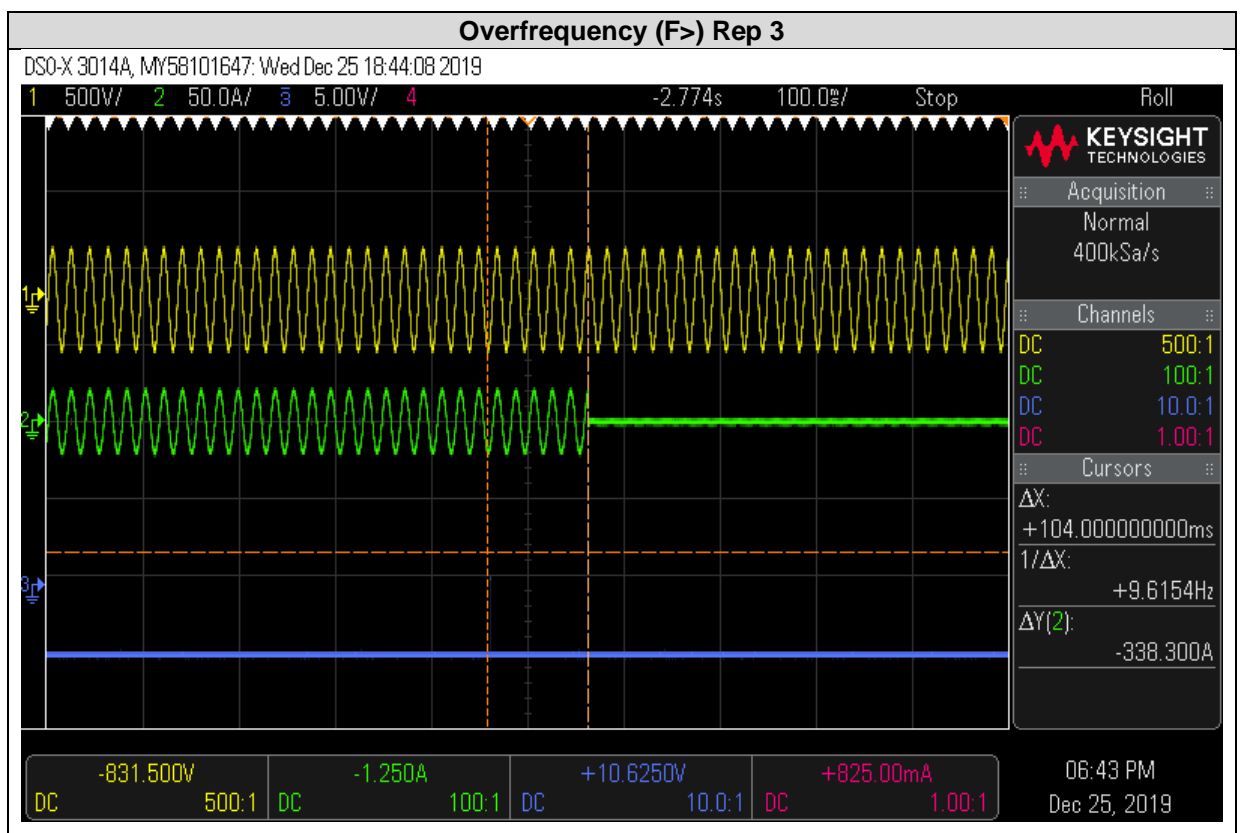 Overfrequency (F>) Rep 3
DSO-X 3014A, MY58101647: Wed Dec 25 18:44:08 2019
1 500V/ 2 50.0A/ 3 5.00V/ 4 -2.774s 100.0ms/ Stop Roll
KEYSIGHT
TECHNOLOGIES
Acquisition
Normal
400kSa/s
Channels
DC 500:1
DC 100:1
DC 10.0:1
DC 1.00:1
Cursors
ΔX:
+104.000000000ms
1/ΔX:
+9.6154Hz
ΔY(2):
-338.300A
1
2
3
-831.500V -1.250A +10.6250V +825.00mA
DC 500:1 DC 100:1 DC 10.0:1 DC 1.00:1
06:43 PM
Dec 25, 2019